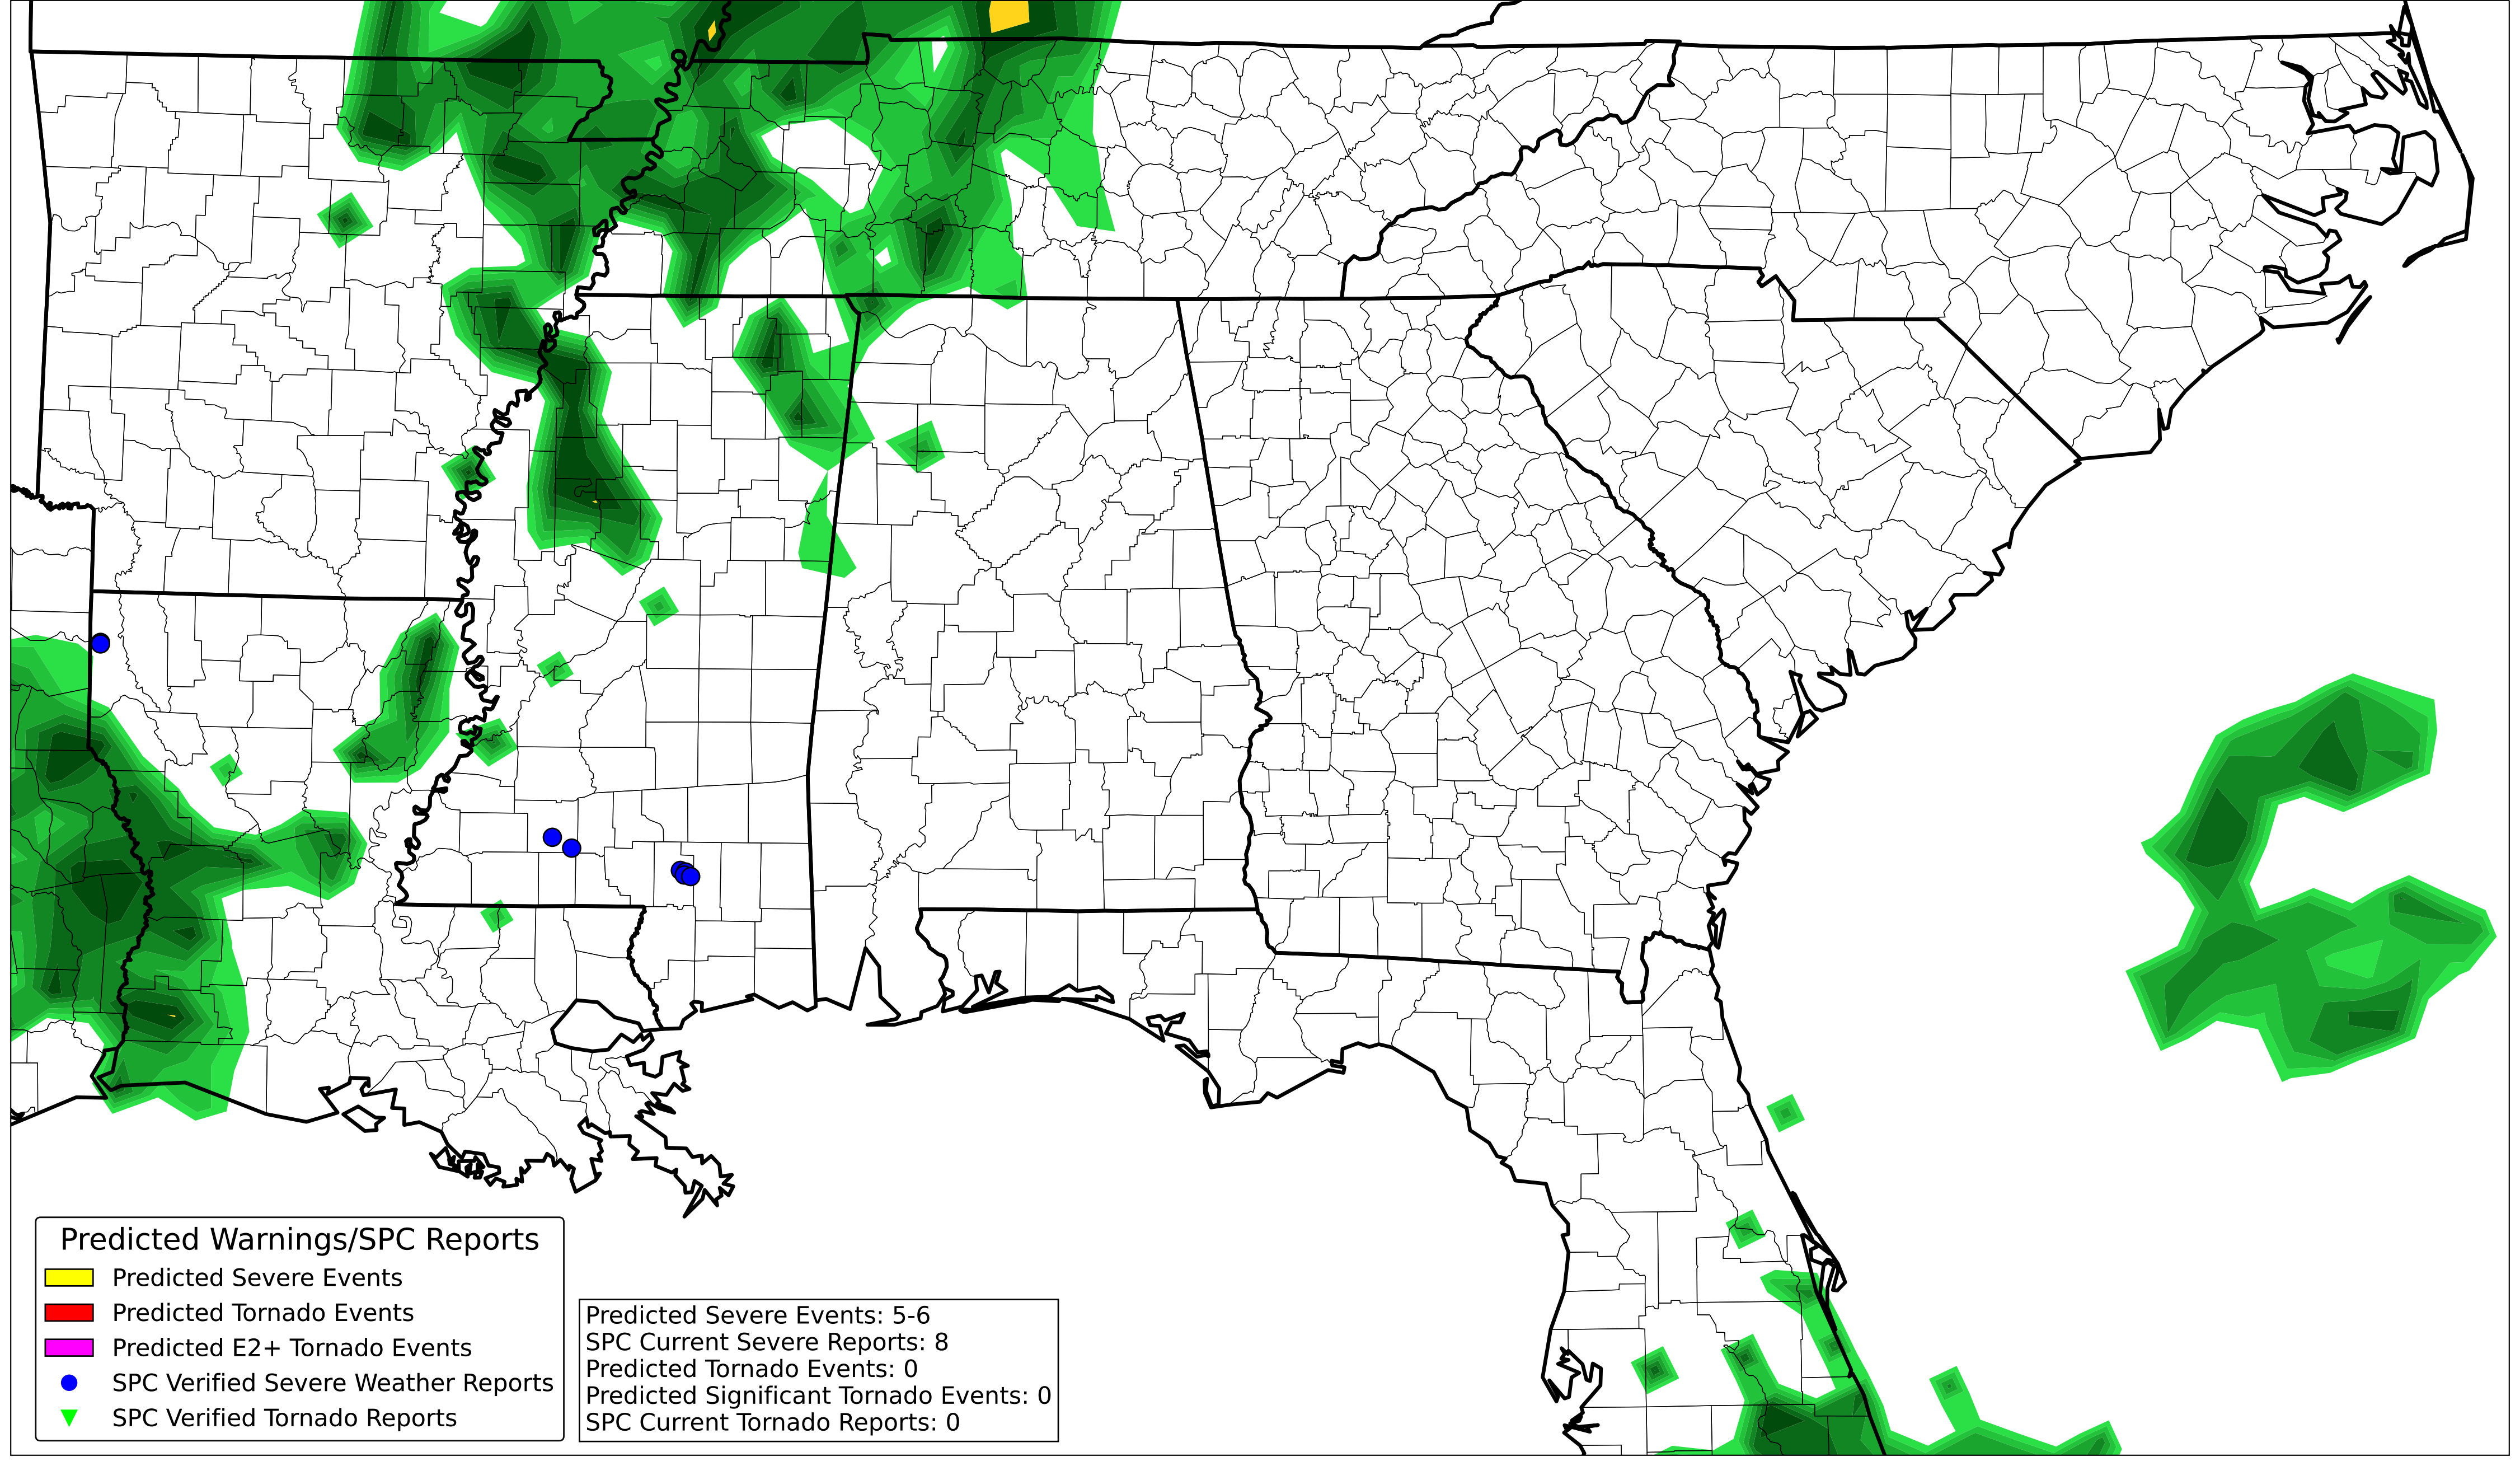 Predicted Warnings/SPC Reports
Predicted Severe Events
Predicted Tornado Events
Predicted E2+ Tornado Events
SPC Verified Severe Weather Reports
SPC Verified Tornado Reports
Predicted Severe Events: 5-6
SPC Current Severe Reports: 8
Predicted Tornado Events: 0
Predicted Significant Tornado Events: 0
SPC Current Tornado Reports: 0